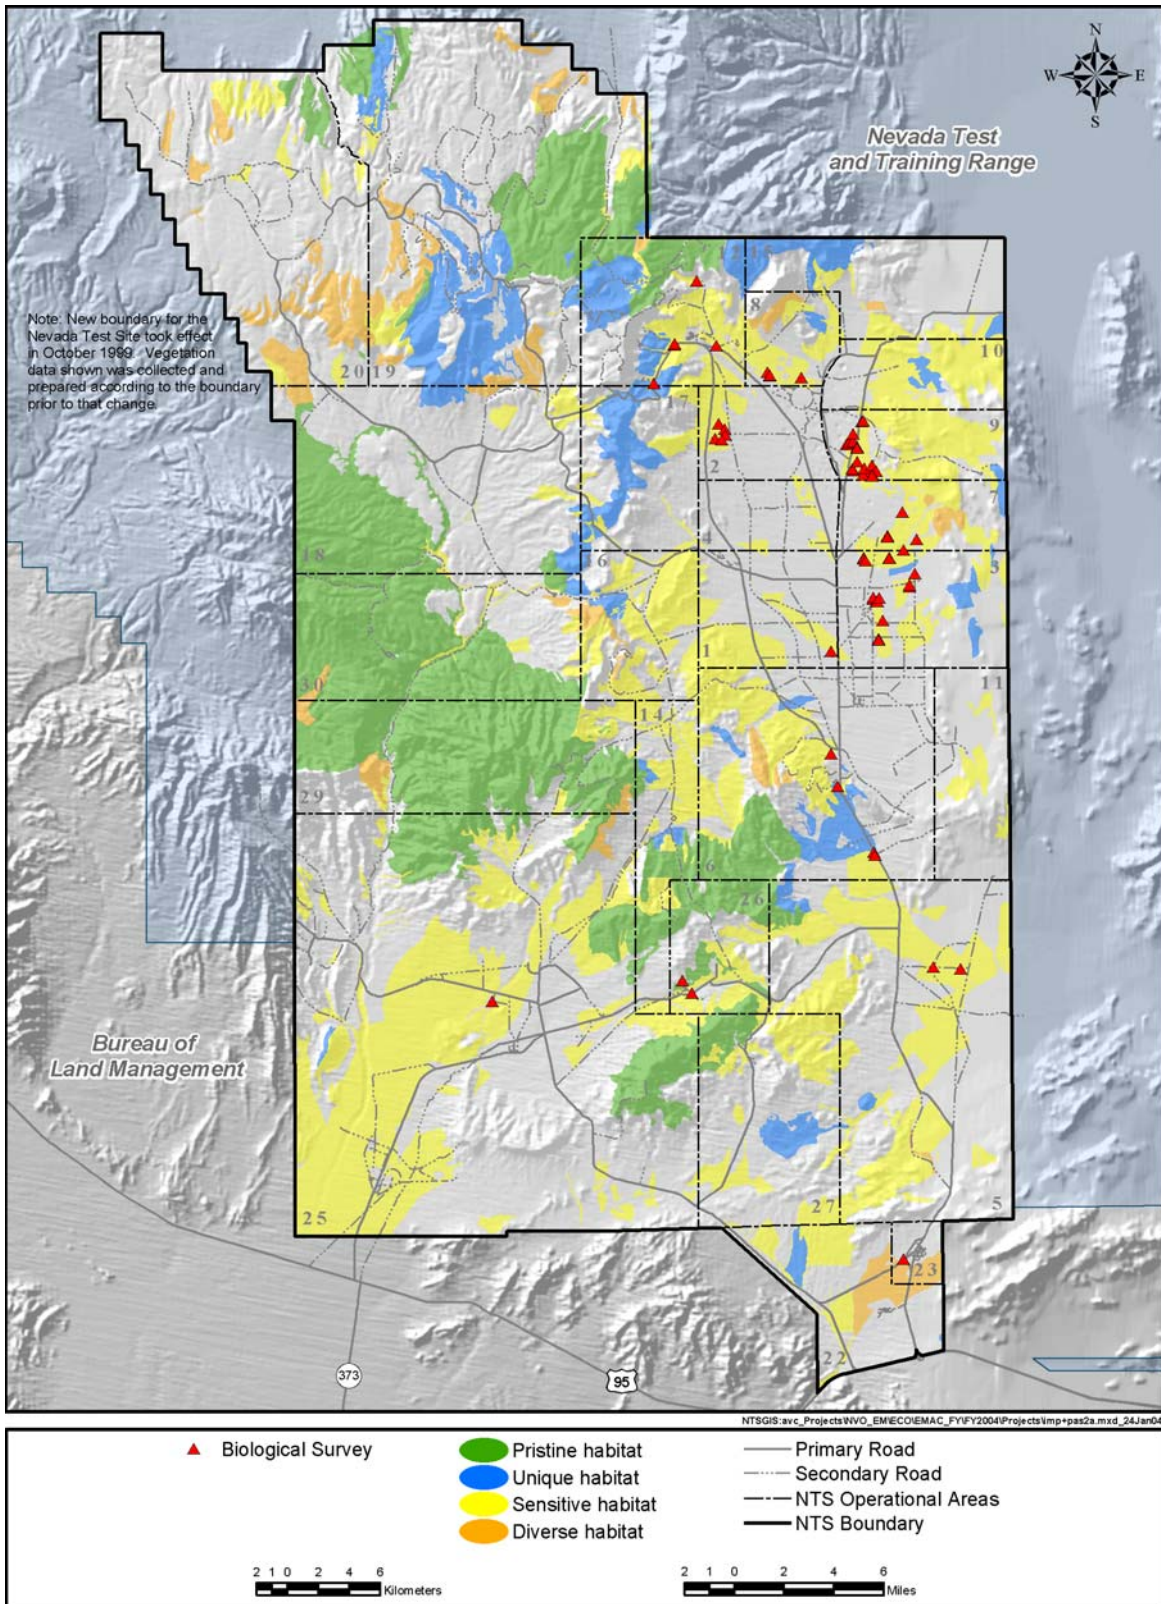 N
W E
S
Nevada Test
and Training Range
Note: New boundary for the
Nevada Test Site took effect
in October 1999. Vegetation
data shown was collected and
prepared according to the boundary
prior to that change.
12 15
8
10
20 19
9
2
7
18
4
3
6
1
30
11
14
29
6
26
Bureau of
Land Management
25
27
5
23
22
373
95
NTSGIS:avc_Projects\NVO_EM\ECO\EMAC_FY\FY2004\Projects\imp+pas2a.mxd_24Jan04
Biological Survey
Pristine habitat
Unique habitat
Sensitive habitat
Diverse habitat
Primary Road
Secondary Road
NTS Operational Areas
NTS Boundary
2 1 0 2 4 6
Kilometers
2 1 0 2 4 6
Miles